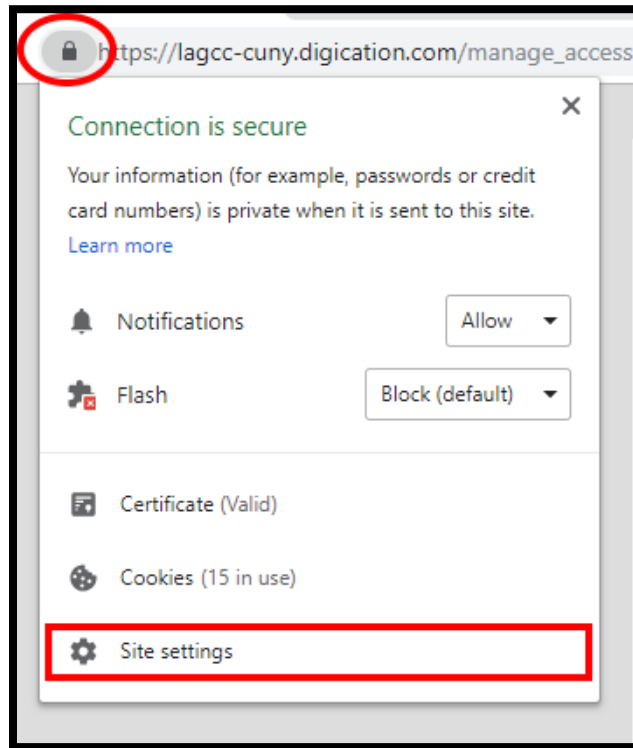 https://lagcc-cuny.digication.com/manage_access
Connection is secure
Your information (for example, passwords or credit
card numbers) is private when it is sent to this site.
Learn more
Notifications Allow
Flash Block (default)
Certificate (Valid)
Cookies (15 in use)
Site settings